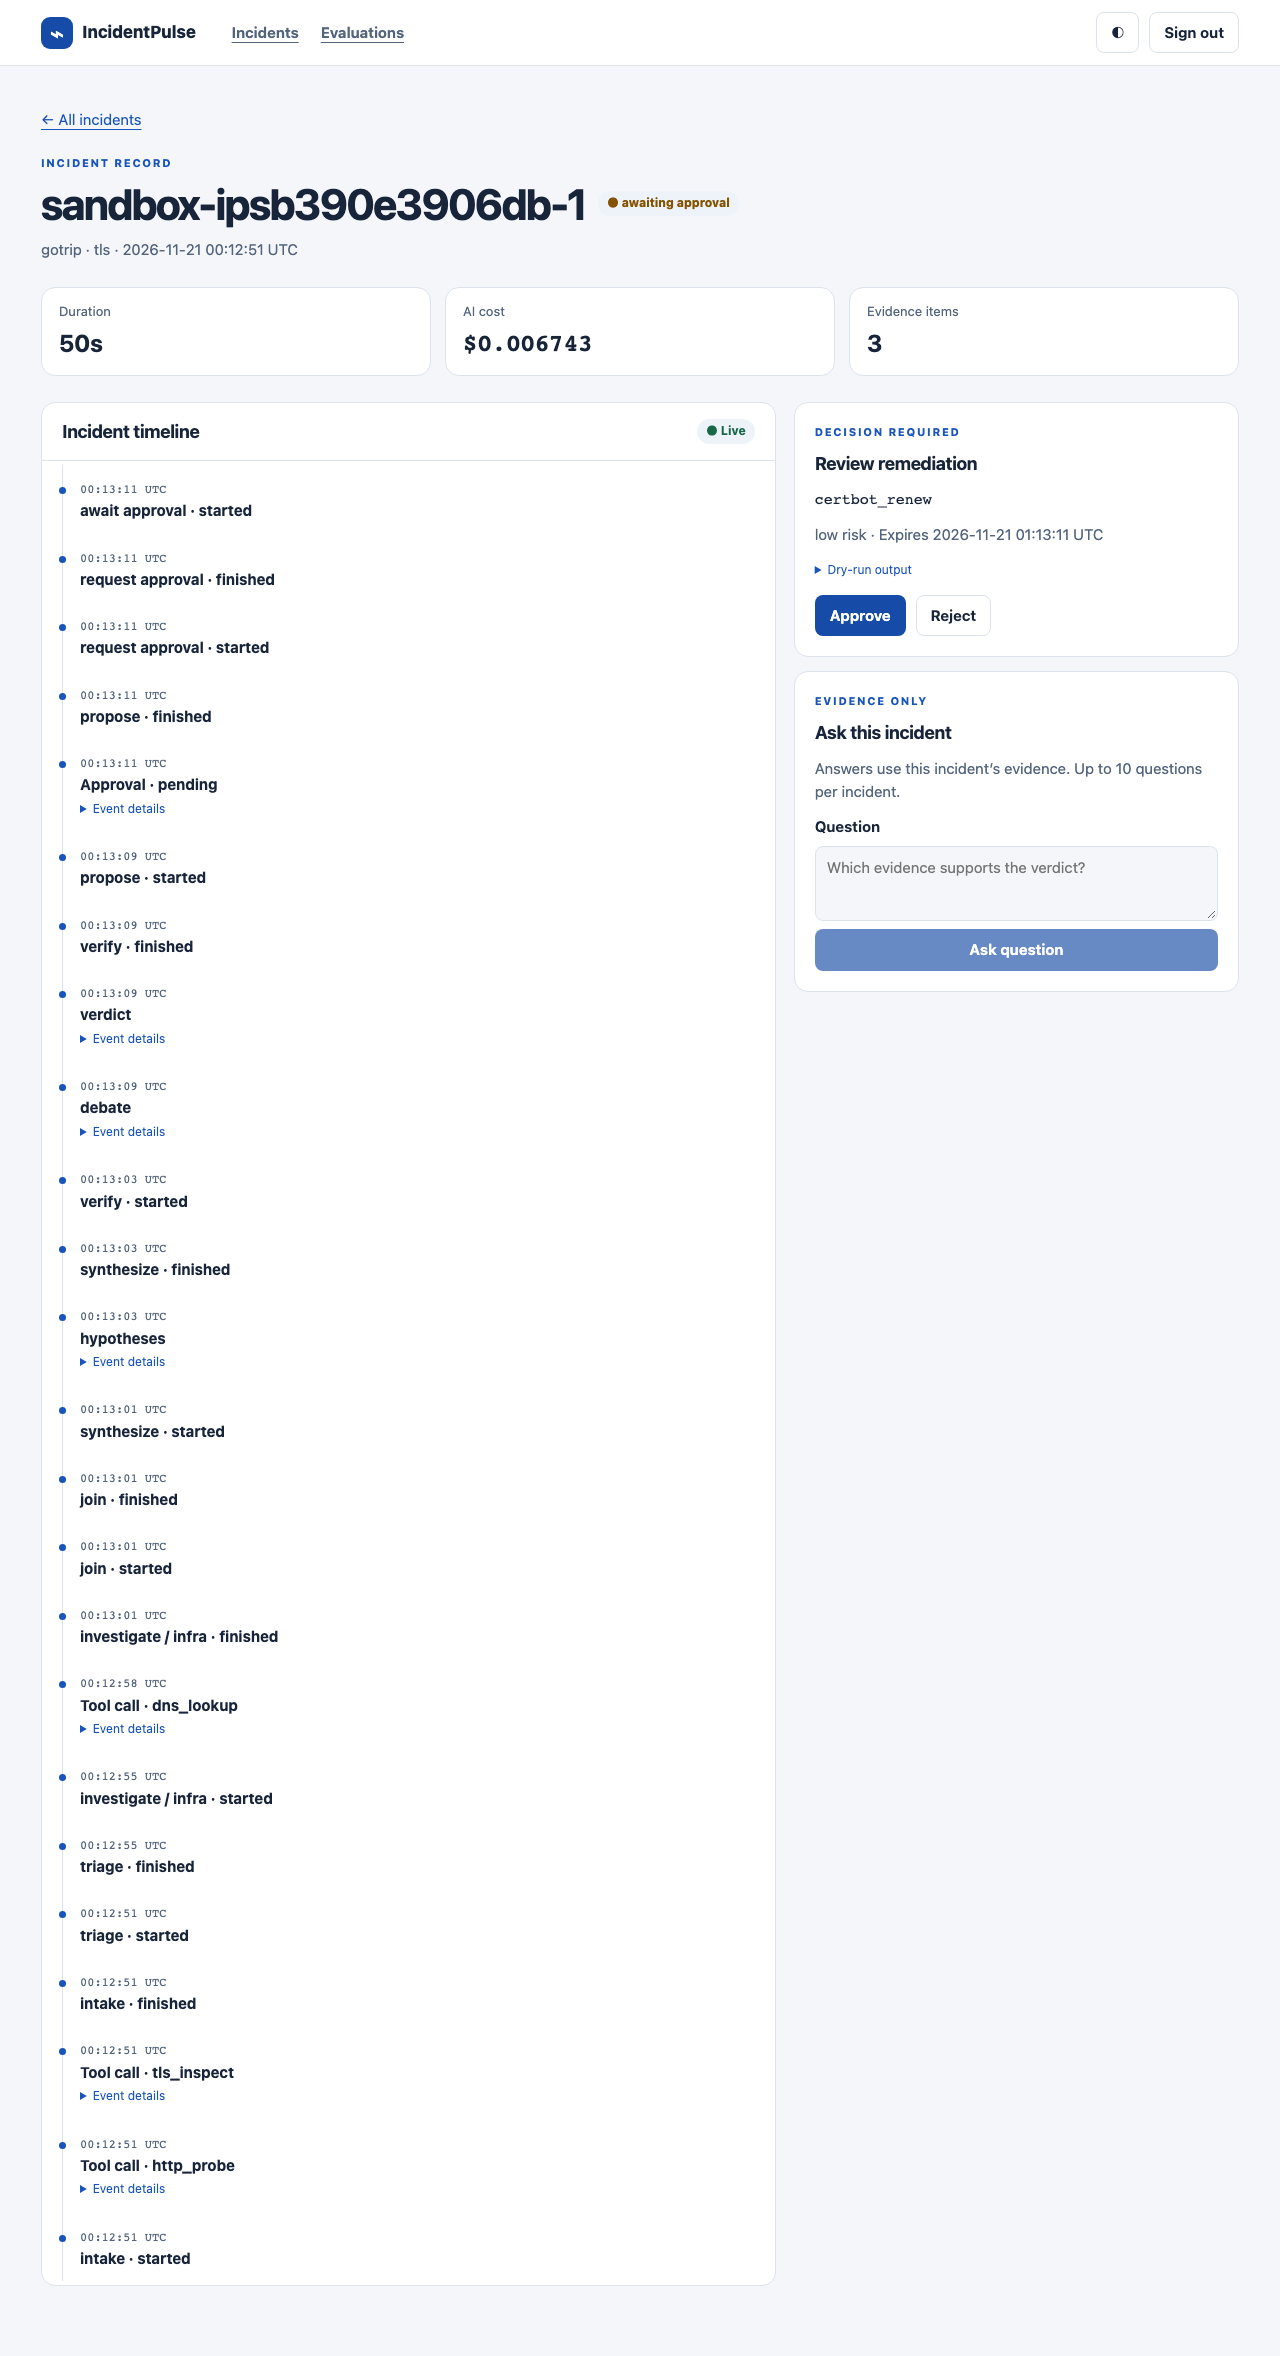 IncidentPulse
Incidents
Evaluations
Sign out
← All incidents
INCIDENT RECORD
sandbox-ipsb390e3906db-1
awaiting approval
gotrip · tls · 2026-11-21 00:12:51 UTC
Duration
50s
AI cost
$0.006743
Evidence items
3
Incident timeline
Live
00:13:11 UTC
await approval · started
00:13:11 UTC
request approval · finished
00:13:11 UTC
request approval · started
00:13:11 UTC
propose · finished
00:13:11 UTC
Approval · pending
Event details
00:13:09 UTC
propose · started
00:13:09 UTC
verify · finished
00:13:09 UTC
verdict
Event details
00:13:09 UTC
debate
Event details
00:13:03 UTC
verify · started
00:13:03 UTC
synthesize · finished
00:13:03 UTC
hypotheses
Event details
00:13:01 UTC
synthesize · started
00:13:01 UTC
join · finished
00:13:01 UTC
join · started
00:13:01 UTC
investigate / infra · finished
00:12:58 UTC
Tool call · dns_lookup
Event details
00:12:55 UTC
investigate / infra · started
00:12:55 UTC
triage · finished
00:12:51 UTC
triage · started
00:12:51 UTC
intake · finished
00:12:51 UTC
Tool call · tls_inspect
Event details
00:12:51 UTC
Tool call · http_probe
Event details
00:12:51 UTC
intake · started
DECISION REQUIRED
Review remediation
certbot_renew
low risk · Expires 2026-11-21 01:13:11 UTC
Dry-run output
Approve
Reject
EVIDENCE ONLY
Ask this incident
Answers use this incident's evidence. Up to 10 questions
per incident.
Question
Which evidence supports the verdict?
Ask question